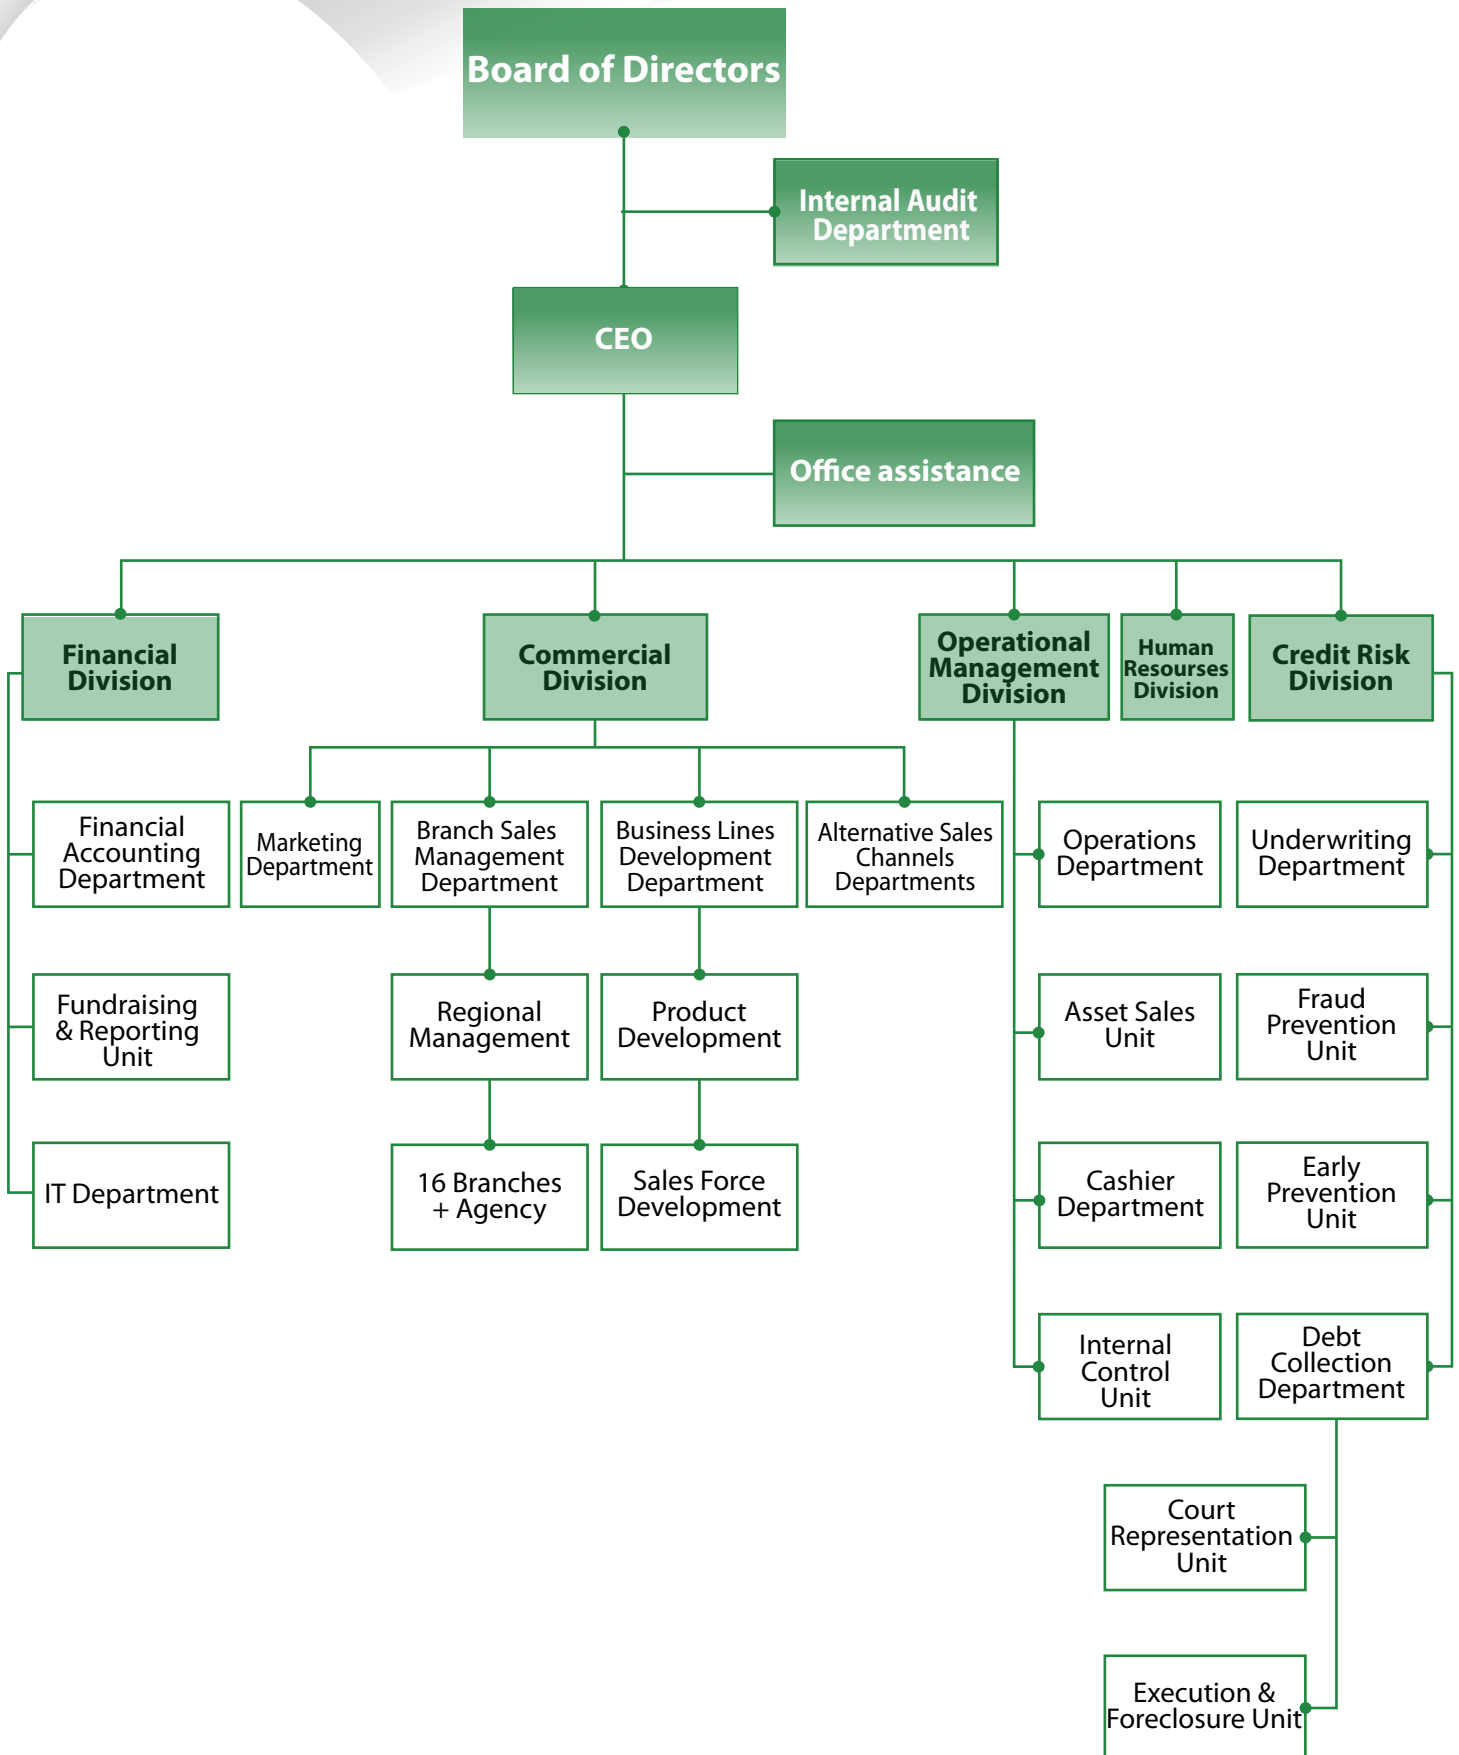 Board of Directors
Internal Audit
Department
CEO
Office assistance
Financial
Division
Commercial
Division
Operational
Management
Division
Human
Resourses
Division
Credit Risk
Division
Financial
Accounting
Department
Marketing
Department
Branch Sales
Management
Department
Business Lines
Development
Department
Alternative Sales
Channels
Departments
Operations
Department
Underwriting
Department
Fundraising
& Reporting
Unit
Regional
Management
Product
Development
Asset Sales
Unit
Fraud
Prevention
Unit
IT Department
16 Branches
+ Agency
Sales Force
Development
Cashier
Department
Early
Prevention
Unit
Internal
Control
Unit
Debt
Collection
Department
Court
Representation
Unit
Execution &
Foreclosure Unit